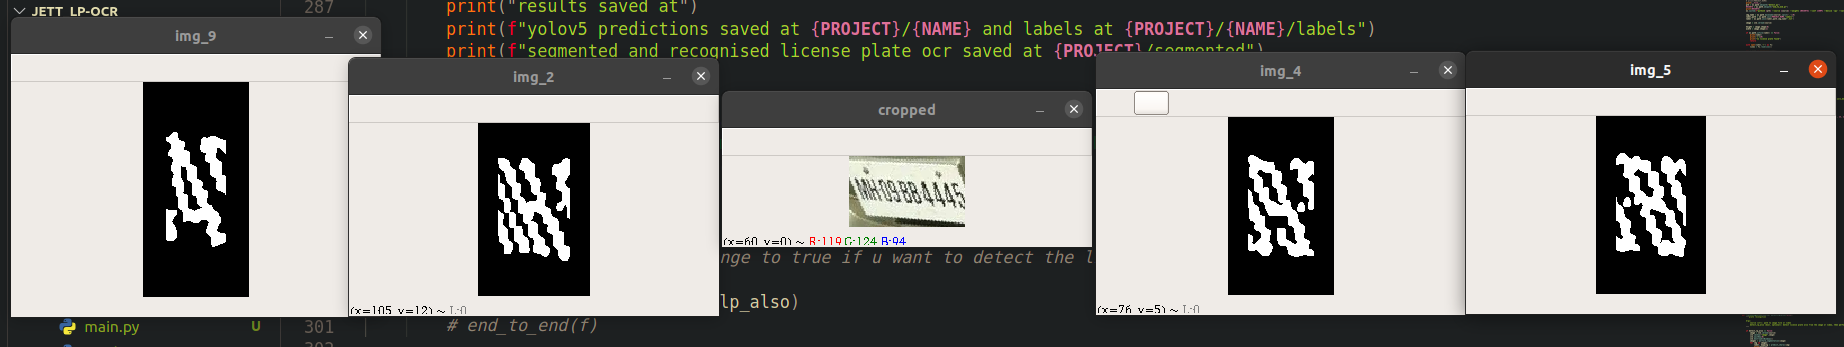 JETT_LP-OCR
287
print("results saved at")
print(f"yolov5 predictions saved at {PROJECT}/{NAME} and labels at {PROJECT}/{NAME}/labels")
print(f"segmented and recognised license plate ocr saved at {PROJECT}/segmented")
img_9
img_2
cropped
img_4
img_5
MH09BB4445
(x=60, y=0) ~ R:119 G:124 B:94
nge to true if u want to detect the l
(x=105, y=12) ~ L:0
(x=76, y=5) ~ L:0
lp_also)
main.py U
301
# end_to_end(f)
302